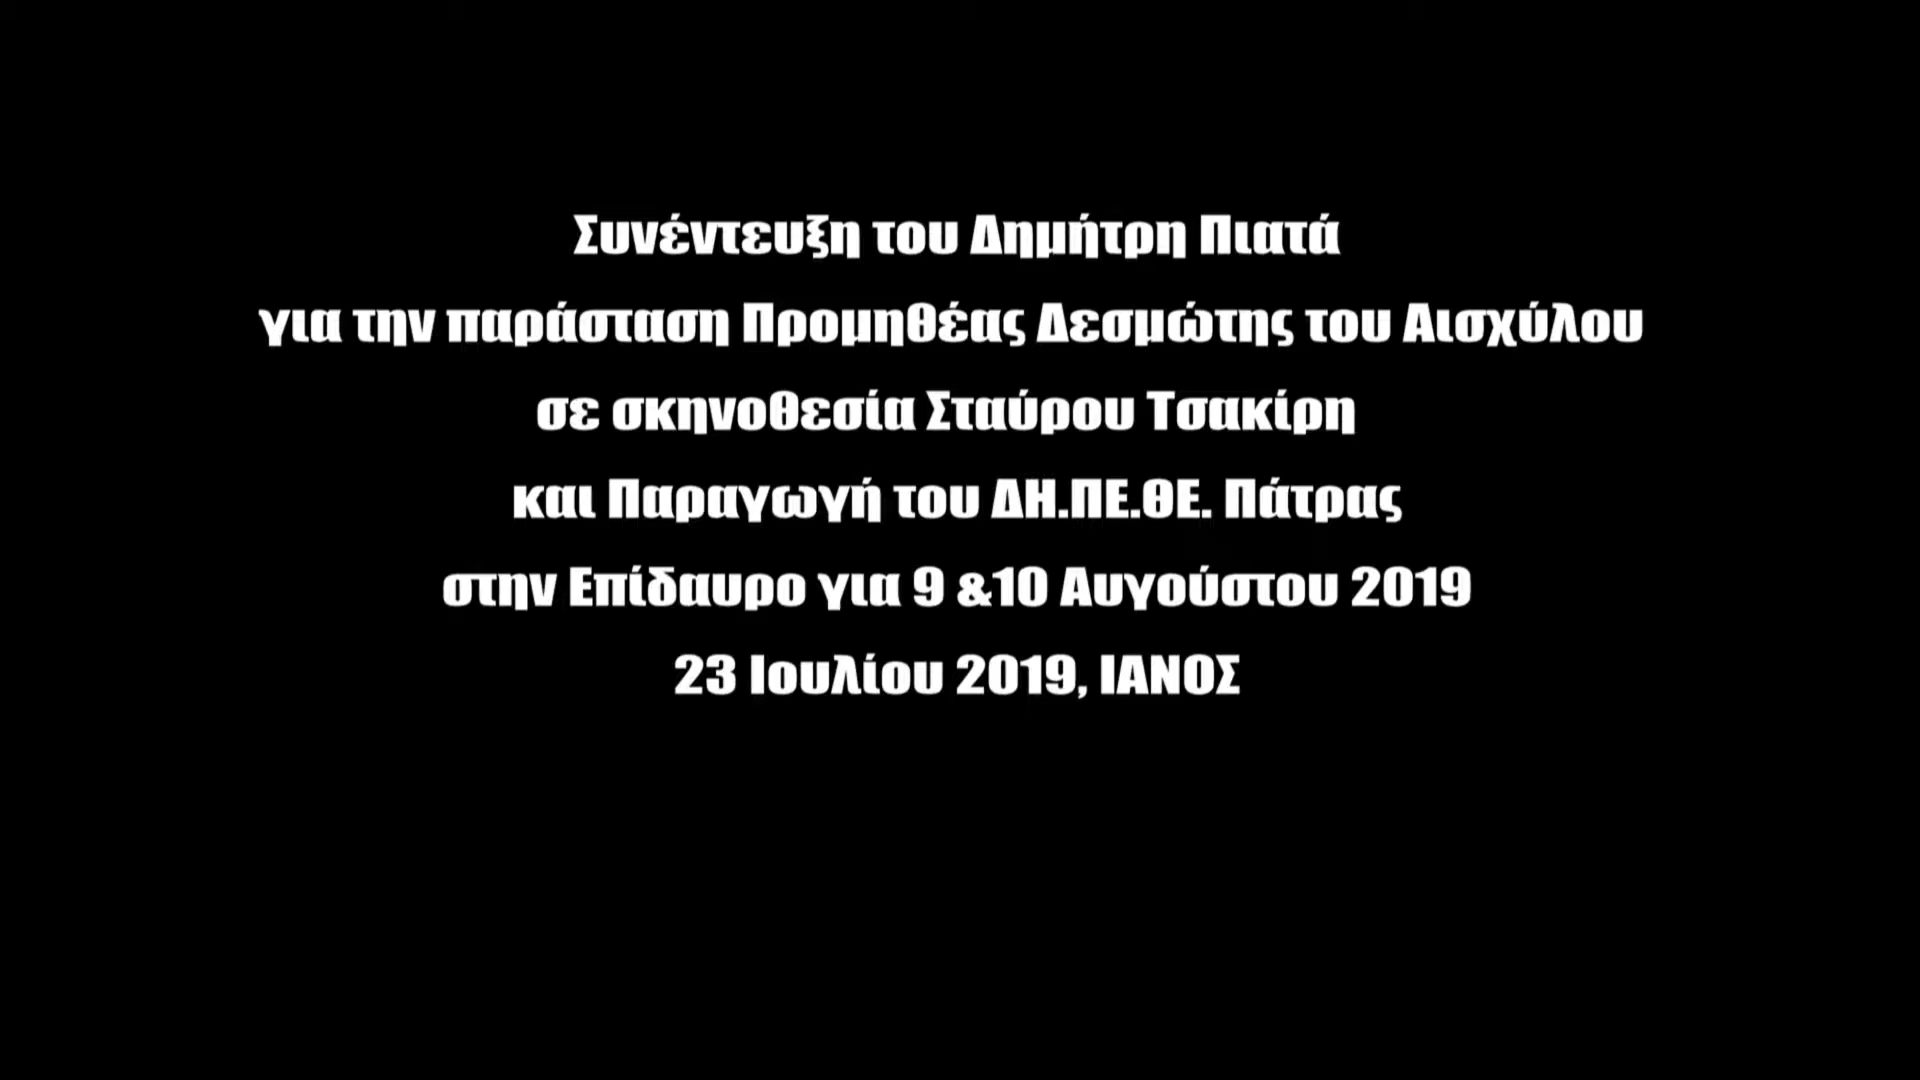 Συνέντευξη του Δημήτρη Πιατά
για την παράσταση Προμηθέας Δεσμώτης του Αισχύλου
σε σκηνοθεσία Σταύρου Τσακίρη
και Παραγωγή του ΔΗ.ΠΕ.ΘΕ. Πάτρας
στην Επίδαυρο για 9 &10 Αυγούστου 2019
23 Ιουλίου 2019, ΙΑΝΟΣ